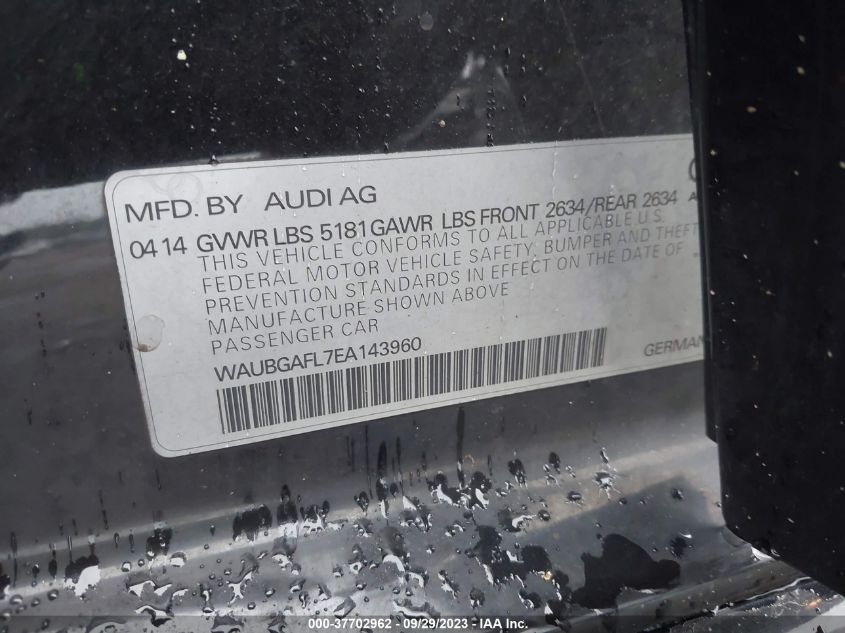 MFD. BY AUDI AG
04 14 GVWR LBS 5181 GAWR LBS FRONT 2634/REAR 2634
THIS VEHICLE CONFORMS TO ALL APPLICABLE U.S.
FEDERAL MOTOR VEHICLE SAFETY, BUMPER AND THEFT
PREVENTION STANDARDS IN EFFECT ON THE DATE OF
MANUFACTURE SHOWN ABOVE
PASSENGER CAR
WAUBGAFL7EA143960
GERMAN
000-37702962 - 09/29/2023 - IAA Inc.